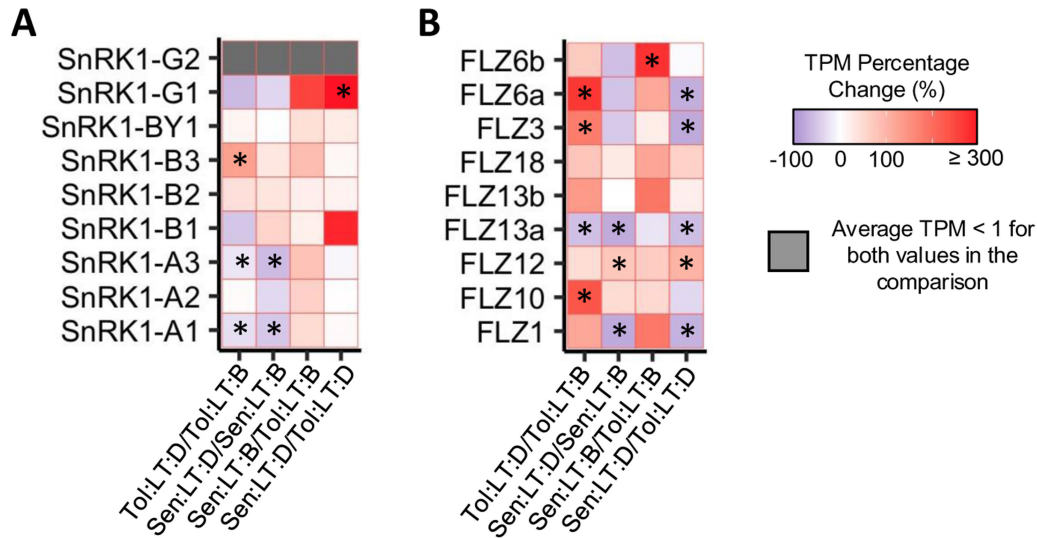 A
SnRK1-G2
SnRK1-G1
SnRK1-BY1
SnRK1-B3
SnRK1-B2
SnRK1-B1
SnRK1-A3
SnRK1-A2
SnRK1-A1
*
*
* *
* *
Tol:LT:D/Tol:LT:B
Sen:LT:D/Sen:LT:B
Sen:LT:B/Tol:LT:B
Sen:LT:D/Tol:LT:D
B
FLZ6b
FLZ6a
FLZ3
FLZ18
FLZ13b
FLZ13a
FLZ12
FLZ10
FLZ1
*
* *
* *
* * *
* *
*
* *
Tol:LT:D/Tol:LT:B
Sen:LT:D/Sen:LT:B
Sen:LT:B/Tol:LT:B
Sen:LT:D/Tol:LT:D
TPM Percentage
Change (%)
-100 0 100 ≥ 300
Average TPM < 1 for
both values in the
comparison